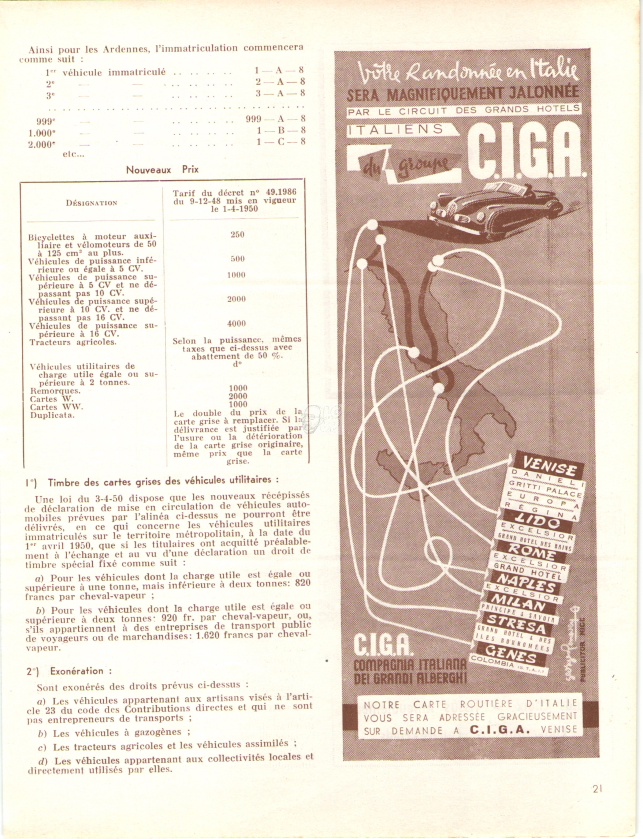 Ainsi pour les Ardennes, l'immatriculation commencera
comme suit :
1er véhicule immatriculé . . . . . . 1 — A — 8
2e — — . . . . . . 2 — A — 8
3e — — . . . . . . 3 — A — 8
999e — — . . . . . . 999 — A — 8
1.000e — — . . . . . . 1 — B — 8
2.000e — — . . . . . . 1 — C — 8
etc...
Nouveaux Prix
DÉSIGNATION
Tarif du décret n° 49.1986
du 9-12-48 mis en vigueur
le 1-4-1950
Bicyclettes à moteur auxi-
liaire et vélomoteurs de 50
à 125 cm³ au plus. 250
Véhicules de puissance infé-
rieure ou égale à 5 CV. 500
Véhicules de puissance su-
périeure à 5 CV et ne dé-
passant pas 10 CV. 1000
Véhicules de puissance supé-
rieure à 10 CV. et ne dé-
passant pas 16 CV. 2000
Véhicules de puissance su-
périeure à 16 CV. 4000
Tracteurs agricoles. Selon la puissance, mêmes
taxes que ci-dessus avec
abattement de 50 %.
Véhicules utilitaires de d°
charge utile égale ou su-
périeure à 2 tonnes.
Remorques. 1000
Cartes W. 2000
Cartes WW. 1000
Duplicata. Le double du prix de la
carte grise à remplacer. Si la
délivrance est justifiée par
l'usure ou la détérioration
de la carte grise originaire,
même prix que la carte
grise.
1°) Timbre des cartes grises des véhicules utilitaires :
Une loi du 3-4-50 dispose que les nouveaux récépissés
de déclaration de mise en circulation de véhicules auto-
mobiles prévues par l'alinéa ci-dessus ne pourront être
délivrés, en ce qui concerne les véhicules utilitaires
immatriculés sur le territoire métropolitain, à la date du
1er avril 1950, que si les titulaires ont acquitté préalable-
ment à l'échange et au vu d'une déclaration un droit de
timbre spécial fixé comme suit :
a) Pour les véhicules dont la charge utile est égale ou
supérieure à une tonne, mais inférieure à deux tonnes: 820
francs par cheval-vapeur ;
b) Pour les véhicules dont la charge utile est égale ou
supérieure à deux tonnes: 920 fr. par cheval-vapeur, ou,
s'ils appartiennent à des entreprises de transport public
de voyageurs ou de marchandises: 1.620 francs par cheval-
vapeur.
2°) Exonération :
Sont exonérés des droits prévus ci-dessus :
a) Les véhicules appartenant aux artisans visés à l'arti-
cle 23 du code des Contributions directes et qui ne sont
pas entrepreneurs de transports ;
b) Les véhicules à gazogènes ;
c) Les tracteurs agricoles et les véhicules assimilés ;
d) Les véhicules appartenant aux collectivités locales et
directement utilisés par elles.
Votre Randonnée en Italie
SERA MAGNIFIQUEMENT JALONNÉE
PAR LE CIRCUIT DES GRANDS HOTELS
ITALIENS
du groupe
C.I.G.A.
VENISE
DANIELI
GRITTI PALACE
EUROPA
REGINA
LIDO
EXCELSIOR
GRAND HOTEL DES BAINS
ROME
EXCELSIOR
GRAND HOTEL
NAPLES
EXCELSIOR
MILAN
PRINCIPE & SAVOIA
STRESA
GRAND HOTEL & DES
ILES BORROMÉES
GÊNES
COLOMBIA (S.T.A.I.)
PUBLICITOR NICE
C.I.G.A.
COMPAGNIA ITALIANA
DEI GRANDI ALBERGHI
NOTRE CARTE ROUTIÈRE D'ITALIE
VOUS SERA ADRESSÉE GRACIEUSEMENT
SUR DEMANDE A C.I.G.A. VENISE
21